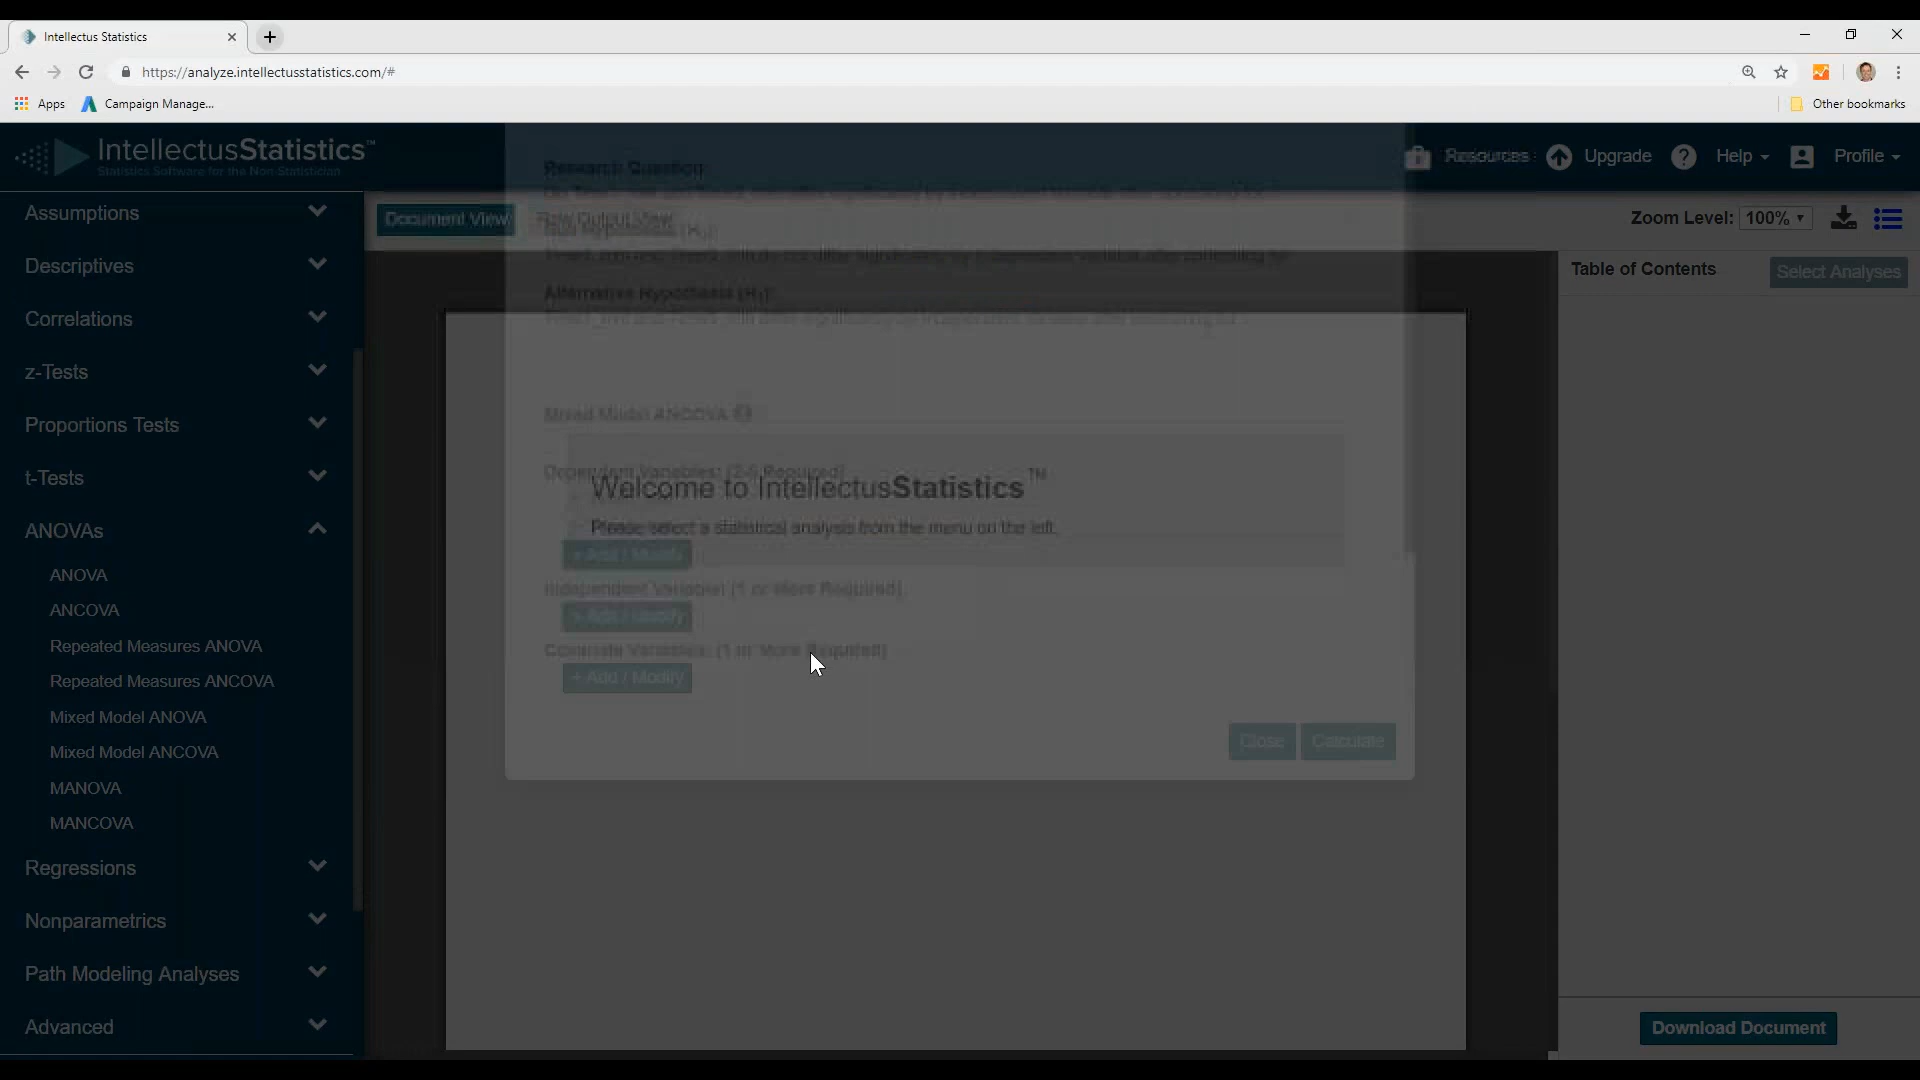 Intellectus Statistics
https://analyze.intellectusstatistics.com/#
Apps
Campaign Manage...
Other bookmarks
IntellectusStatistics™
Statistics Software for the Non-Statistician
Resources
Upgrade
Help
Profile
Document View
Raw Output View
Zoom Level: 100%
Table of Contents
Select Analyses
Assumptions
Descriptives
Correlations
z-Tests
Proportions Tests
t-Tests
ANOVAs
ANOVA
ANCOVA
Repeated Measures ANOVA
Repeated Measures ANCOVA
Mixed Model ANOVA
Mixed Model ANCOVA
MANOVA
MANCOVA
Regressions
Nonparametrics
Path Modeling Analyses
Advanced
Research Question
Alternative Hypothesis (H₁):
Mixed Model ANCOVA
Dependent Variables: (2-5 Required)
Welcome to IntellectusStatistics™
Please select a statistical analysis from the menu on the left.
+ Add / Modify
Independent Variable: (1 or More Required)
+ Add / Modify
Covariate Variables: (1 or More Required)
+ Add / Modify
Close
Calculate
Download Document